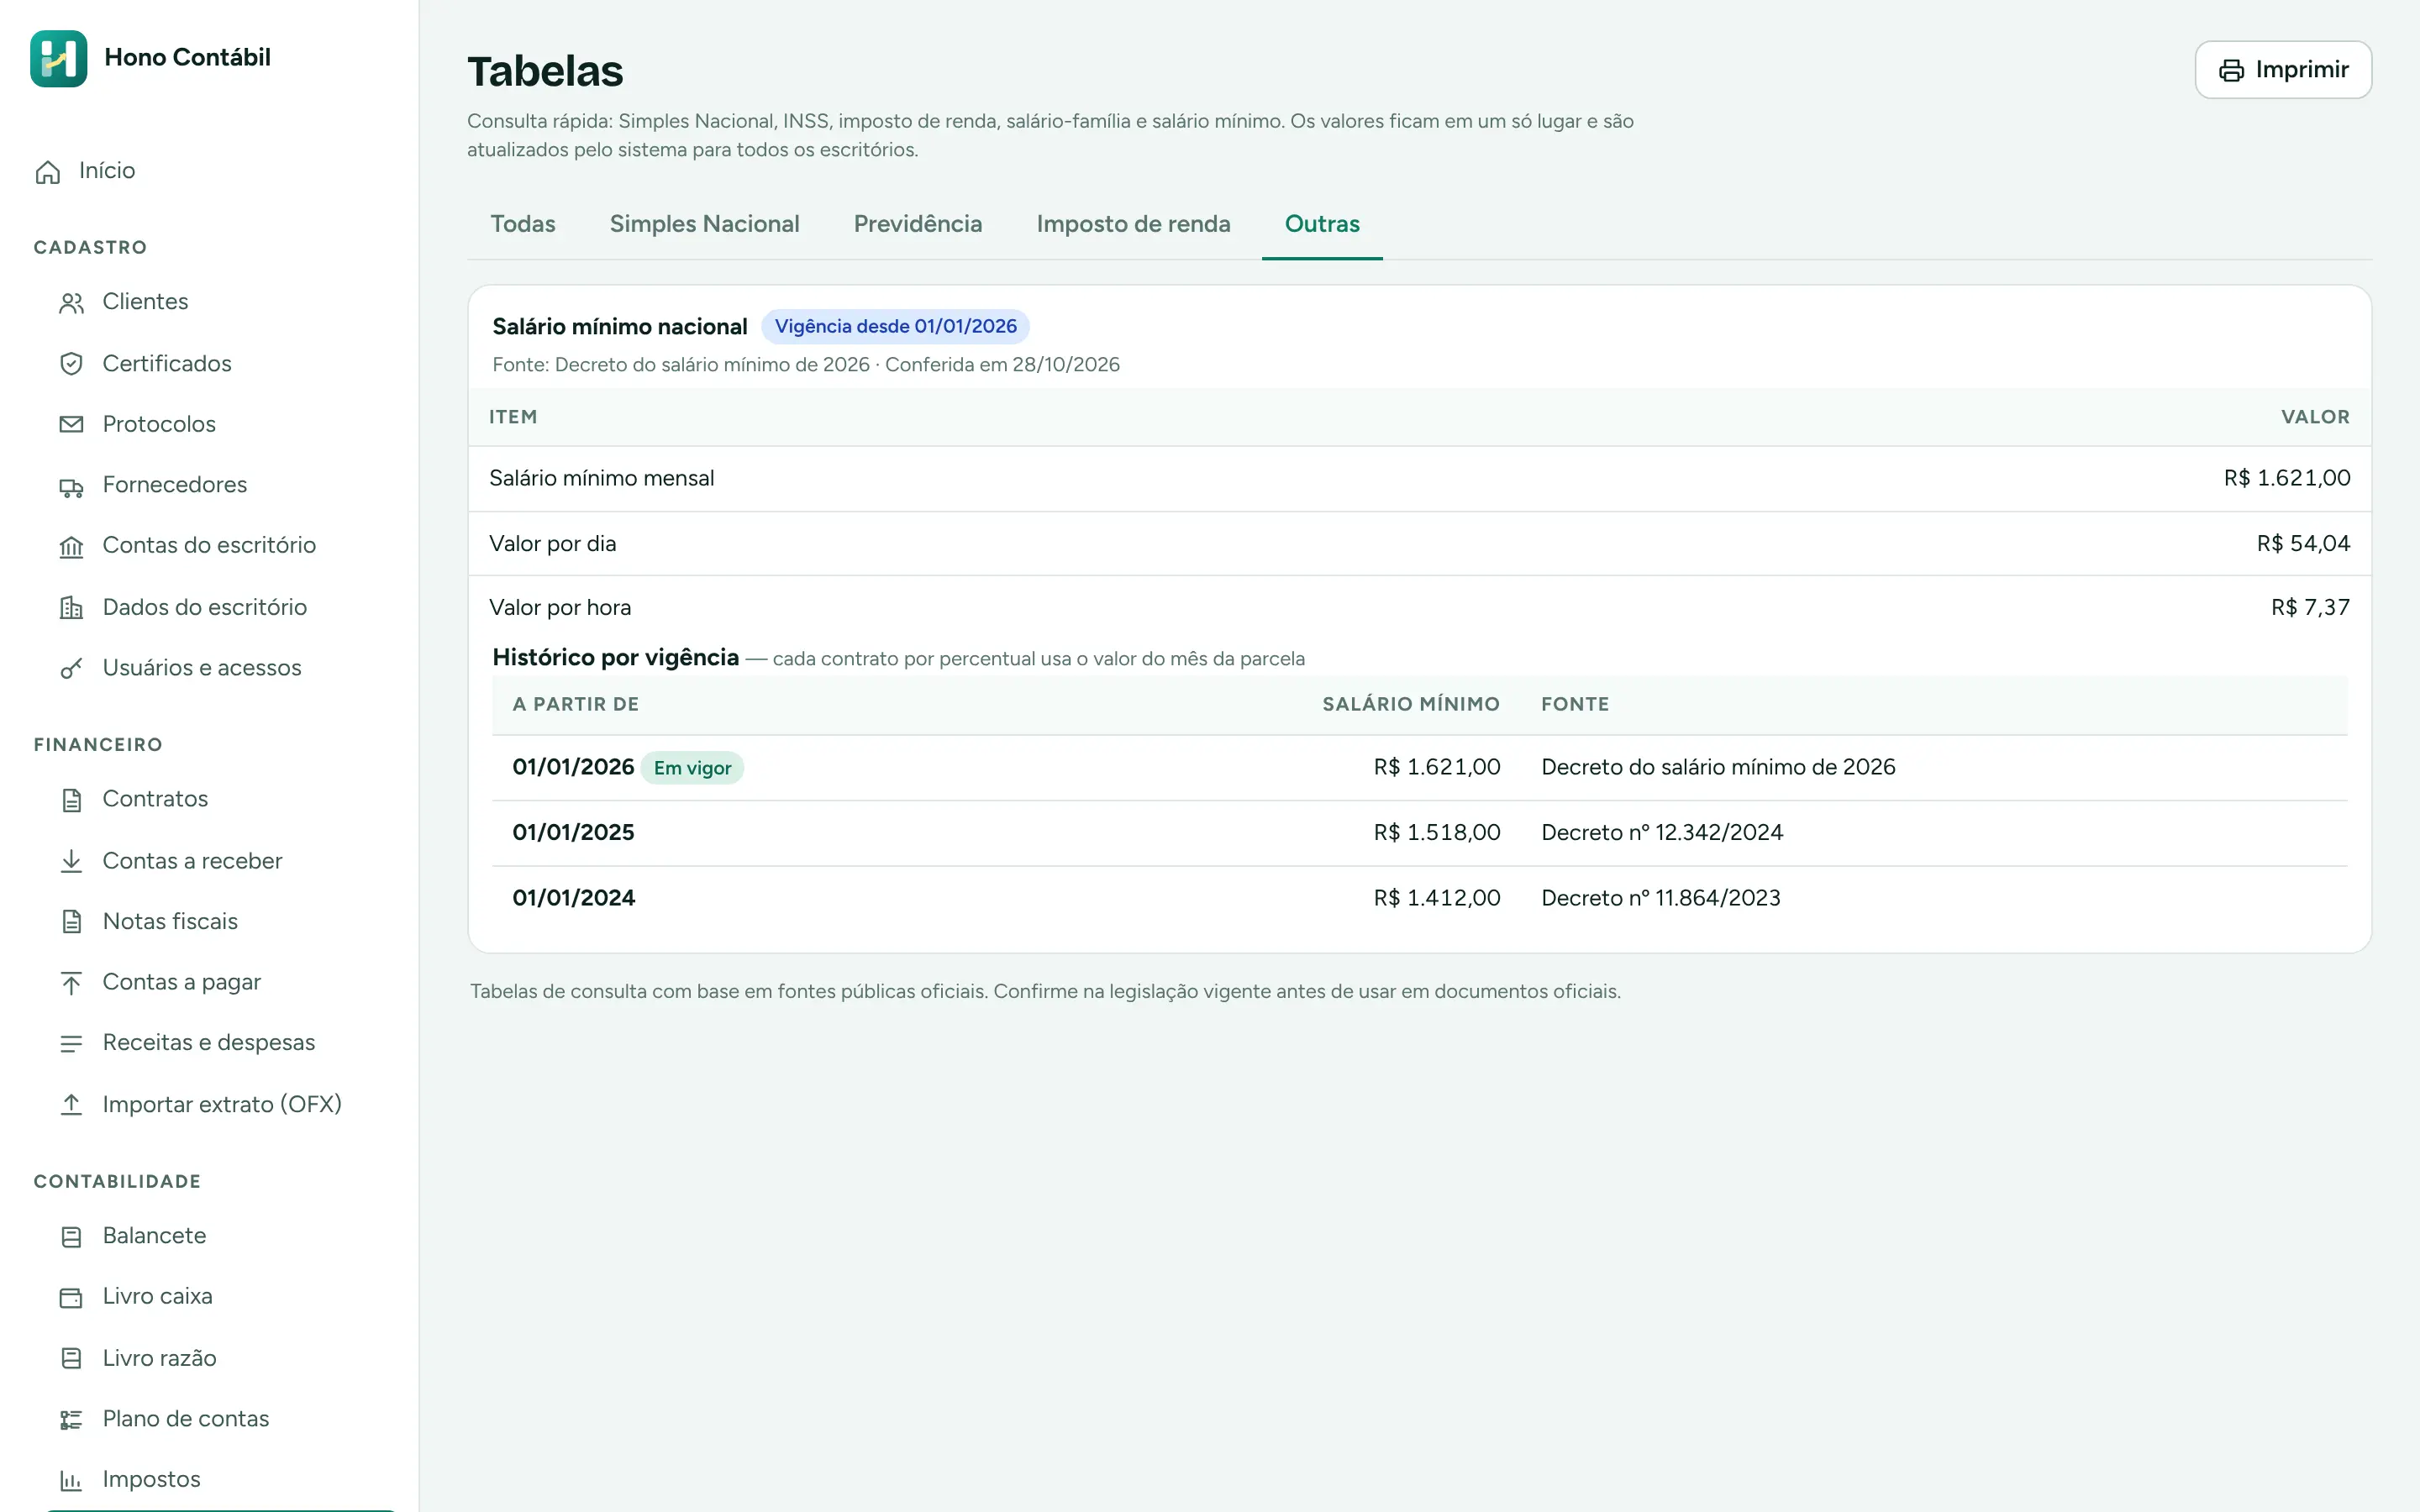 Hono Contábil
Início
CADASTRO
Clientes
Certificados
Protocolos
Fornecedores
Contas do escritório
Dados do escritório
Usuários e acessos
FINANCEIRO
Contratos
Contas a receber
Notas fiscais
Contas a pagar
Receitas e despesas
Importar extrato (OFX)
CONTABILIDADE
Balancete
Livro caixa
Livro razão
Plano de contas
Impostos
Tabelas
Imprimir
Consulta rápida: Simples Nacional, INSS, imposto de renda, salário-família e salário mínimo. Os valores ficam em um só lugar e são
atualizados pelo sistema para todos os escritórios.
Todas Simples Nacional Previdência Imposto de renda Outras
Salário mínimo nacional Vigência desde 01/01/2026
Fonte: Decreto do salário mínimo de 2026 · Conferida em 28/10/2026
ITEM VALOR
Salário mínimo mensal R$ 1.621,00
Valor por dia R$ 54,04
Valor por hora R$ 7,37
Histórico por vigência — cada contrato por percentual usa o valor do mês da parcela
A PARTIR DE SALÁRIO MÍNIMO FONTE
01/01/2026 Em vigor R$ 1.621,00 Decreto do salário mínimo de 2026
01/01/2025 R$ 1.518,00 Decreto nº 12.342/2024
01/01/2024 R$ 1.412,00 Decreto nº 11.864/2023
Tabelas de consulta com base em fontes públicas oficiais. Confirme na legislação vigente antes de usar em documentos oficiais.